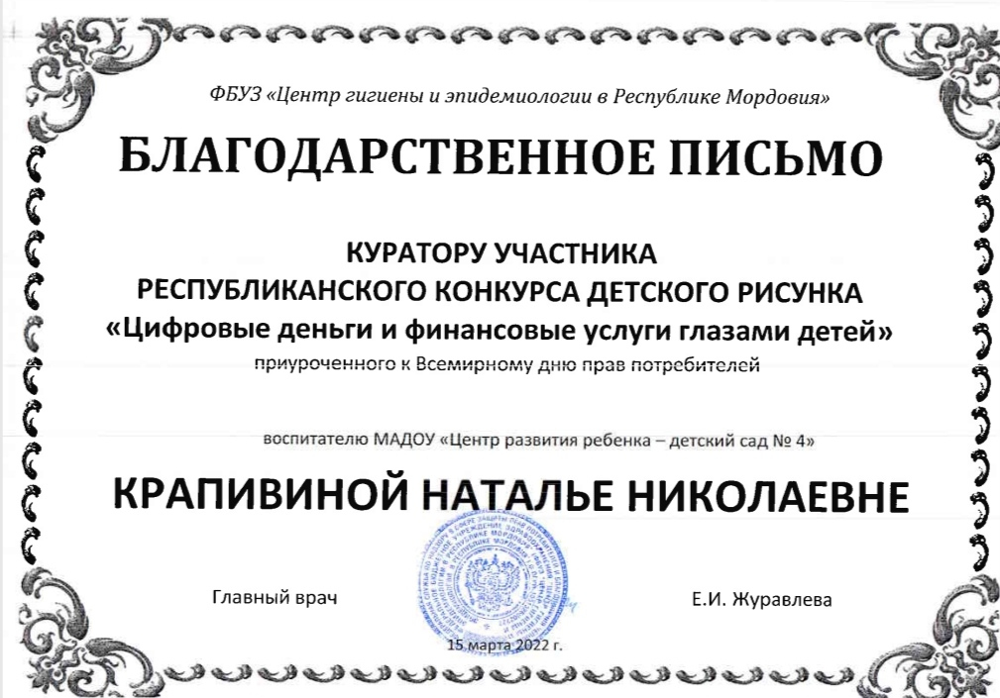 ФБУЗ «Центр гигиены и эпидемиологии в Республике Мордовия»
БЛАГОДАРСТВЕННОЕ ПИСЬМО
КУРАТОРУ УЧАСТНИКА
РЕСПУБЛИКАНСКОГО КОНКУРСА ДЕТСКОГО РИСУНКА
«Цифровые деньги и финансовые услуги глазами детей»
приуроченного к Всемирному дню прав потребителей
воспитателю МАДОУ «Центр развития ребенка – детский сад № 4»
КРАПИВИНОЙ НАТАЛЬЕ НИКОЛАЕВНЕ
Главный врач
Е.И. Журавлева
15 марта 2022 г.